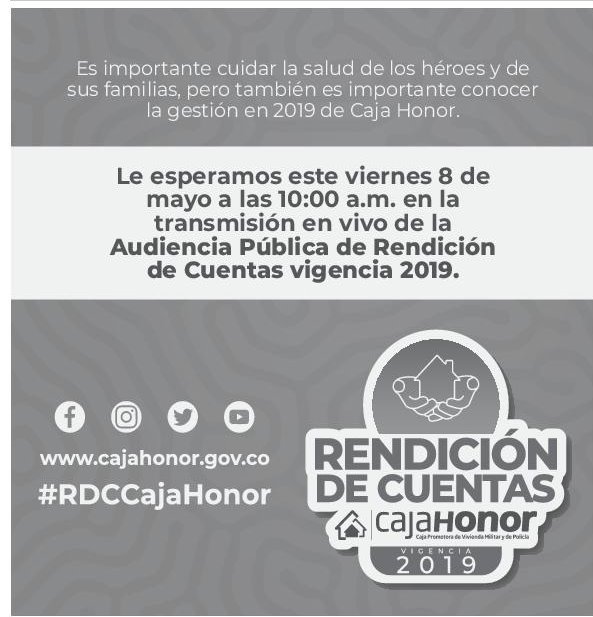 Es importante cuidar la salud de los héroes y de
sus familias, pero también es importante conocer
la gestión en 2019 de Caja Honor.
Le esperamos este viernes 8 de
mayo a las 10:00 a.m. en la
transmisión en vivo de la
Audiencia Pública de Rendición
de Cuentas vigencia 2019.
www.cajahonor.gov.co
#RDCCajaHonor
RENDICIÓN
DE CUENTAS
cajaHonor
Caja Promotora de Vivienda Militar y de Policía
VIGENCIA
2019